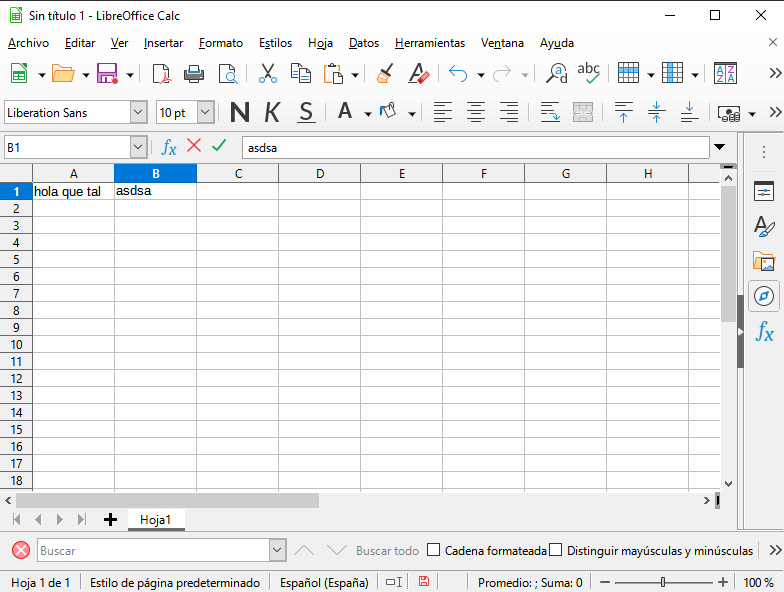 Sin título 1 - LibreOffice Calc
Archivo Editar Ver Insertar Formato Estilos Hoja Datos Herramientas Ventana Ayuda
abc
Liberation Sans 10 pt N K S A
B1 fx asdsa
A B C D E F G H
1 hola que tal asdsa
2
3
4
5
6
7
8
9
10
11
12
13
14
15
16
17
18
Hoja1
Buscar Buscar todo Cadena formateada Distinguir mayúsculas y minúsculas
Hoja 1 de 1 Estilo de página predeterminado Español (España) Promedio: ; Suma: 0 100 %